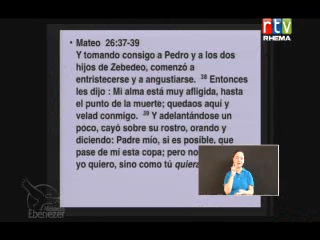 rtv
RHEMA
• Mateo 26:37-39
Y tomando consigo a Pedro y a los dos
hijos de Zebedeo, comenzó a
entristecerse y a angustiarse. 38 Entonces
les dijo : Mi alma está muy afligida, hasta
el punto de la muerte; quedaos aquí y
velad conmigo. 39 Y adelantándose un
poco, cayó sobre su rostro, orando y
diciendo: Padre mío, si es posible, que
pase de mí esta copa; pero no
yo quiero, sino como tú quiera
Ebenezer